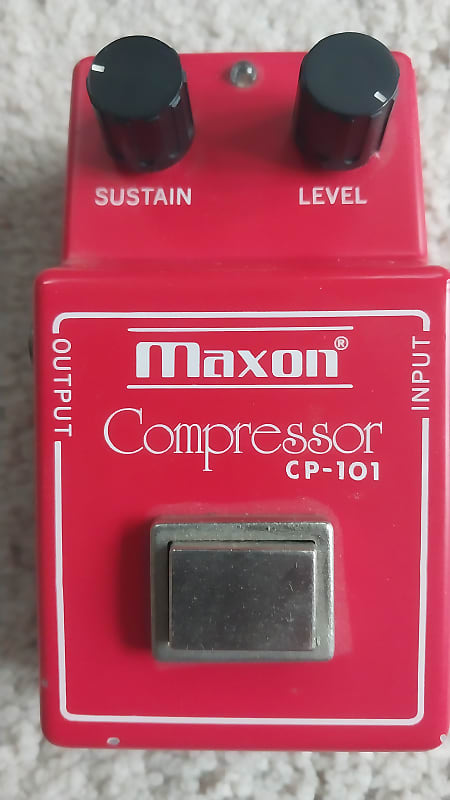 SUSTAIN
LEVEL
maxon®
OUTPUT
INPUT
Compressor
CP-101